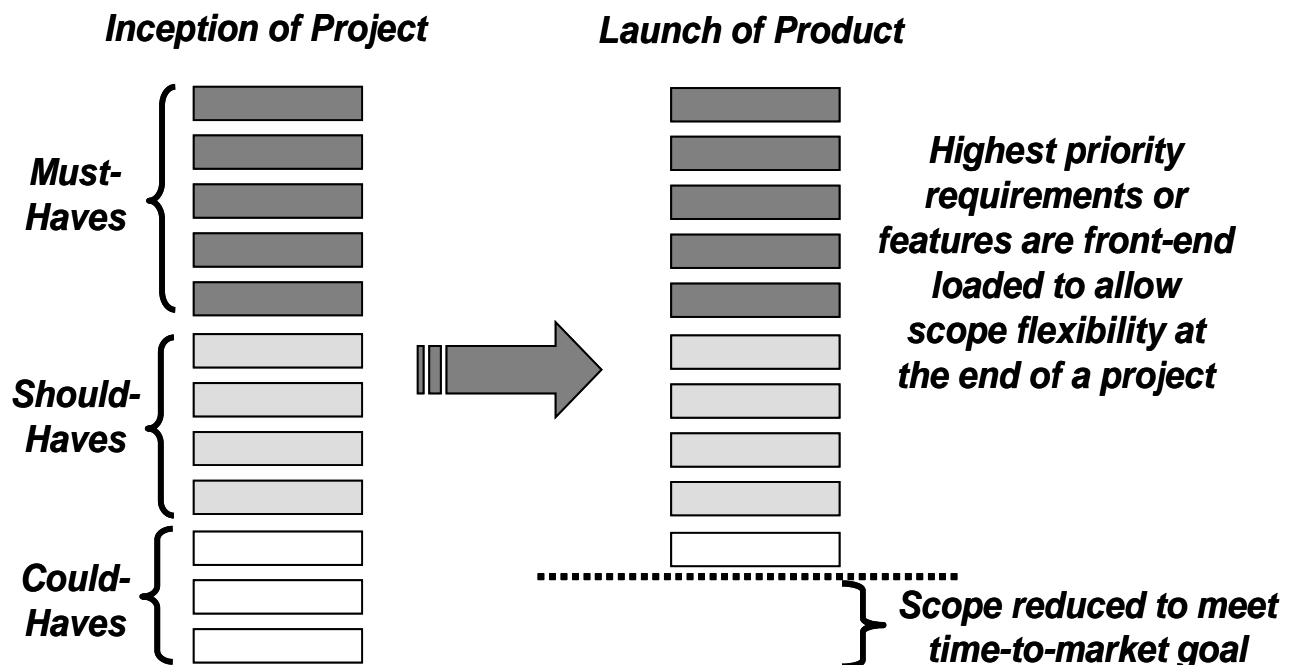 Inception of Project
Launch of Product
Must-
Haves
Should-
Haves
Could-
Haves
Highest priority
requirements or
features are front-end
loaded to allow
scope flexibility at
the end of a project
Scope reduced to meet
time-to-market goal